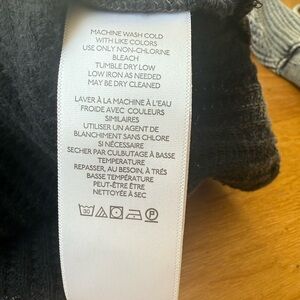 MACHINE WASH COLD
WITH LIKE COLORS
USE ONLY NON-CHLORINE
BLEACH
TUMBLE DRY LOW
LOW IRON AS NEEDED
MAY BE DRY CLEANED
LAVER À LA MACHINE À L'EAU
FROIDE AVEC COULEURS
SIMILAIRES
UTILISER UN AGENT DE
BLANCHIMENT SANS CHLORE
SI NÉCESSAIRE
SECHER PAR CULBUTAGE À BASSE
TEMPERATURE
REPASSER, AU BESOIN, À TRÈS
BASSE TEMPÉRATURE
PEUT-ÊTRE ÊTRE
NETTOYÉE À SEC
30 P